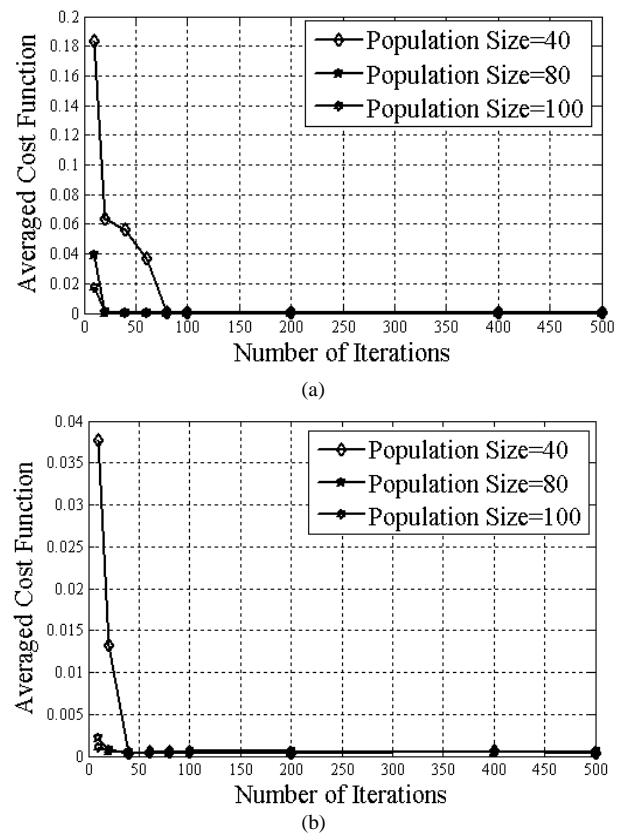 0.2
0.18
0.16
0.14
0.12
0.1
0.08
0.06
0.04
0.02
0
Averaged Cost Function
Population Size=40
Population Size=80
Population Size=100
0 50 100 150 200 250 300 350 400 450 500
Number of Iterations
(a)
0.04
0.035
0.03
0.025
0.02
0.015
0.01
0.005
0
Averaged Cost Function
Population Size=40
Population Size=80
Population Size=100
0 50 100 150 200 250 300 350 400 450 500
Number of Iterations
(b)